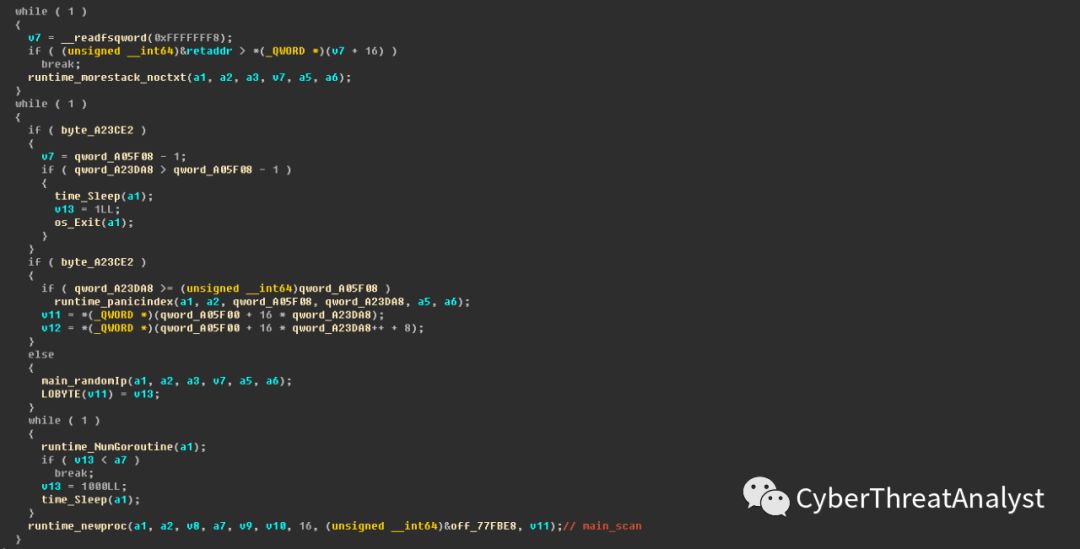 while ( 1 )
{
v7 = __readfsqword(0xFFFFFFF8);
if ( (unsigned __int64)&retaddr > *(_QWORD *)(v7 + 16) )
break;
runtime_morestack_noctxt(a1, a2, a3, v7, a5, a6);
}
while ( 1 )
{
if ( byte_A23CE2 )
{
v7 = qword_A05F08 - 1;
if ( qword_A23DA8 > qword_A05F08 - 1 )
{
time_Sleep(a1);
v13 = 1LL;
os_Exit(a1);
}
}
if ( byte_A23CE2 )
{
if ( qword_A23DA8 >= (unsigned __int64)qword_A05F08 )
runtime_panicindex(a1, a2, qword_A05F08, qword_A23DA8, a5, a6);
v11 = *(_QWORD *)(qword_A05F00 + 16 * qword_A23DA8);
v12 = *(_QWORD *)(qword_A05F00 + 16 * qword_A23DA8++ + 8);
}
else
{
main_randomIp(a1, a2, a3, v7, a5, a6);
LOBYTE(v11) = v13;
}
while ( 1 )
{
runtime_NumGoroutine(a1);
if ( v13 < a7 )
break;
v13 = 1000LL;
time_Sleep(a1);
}
runtime_newproc(a1, a2, v8, a7, v9, v10, 16, (unsigned __int64)&off_77FBE8, v11);// main_scan
}
CyberThreatAnalyst